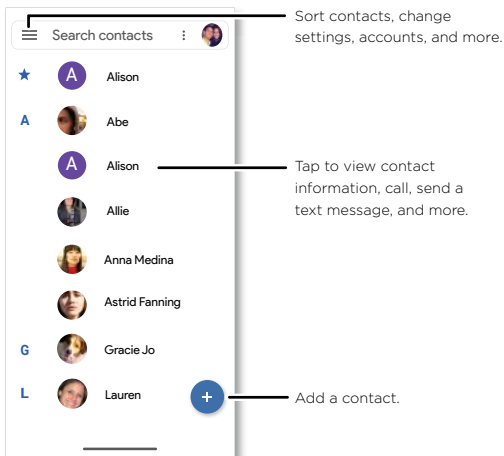 Sort contacts, change
settings, accounts, and more.
Search contacts
A Alison
A Abe
A Alison
Tap to view contact
information, call, send a
text message, and more.
Allie
Anna Medina
Astrid Fanning
G Gracie Jo
L Lauren
+
Add a contact.